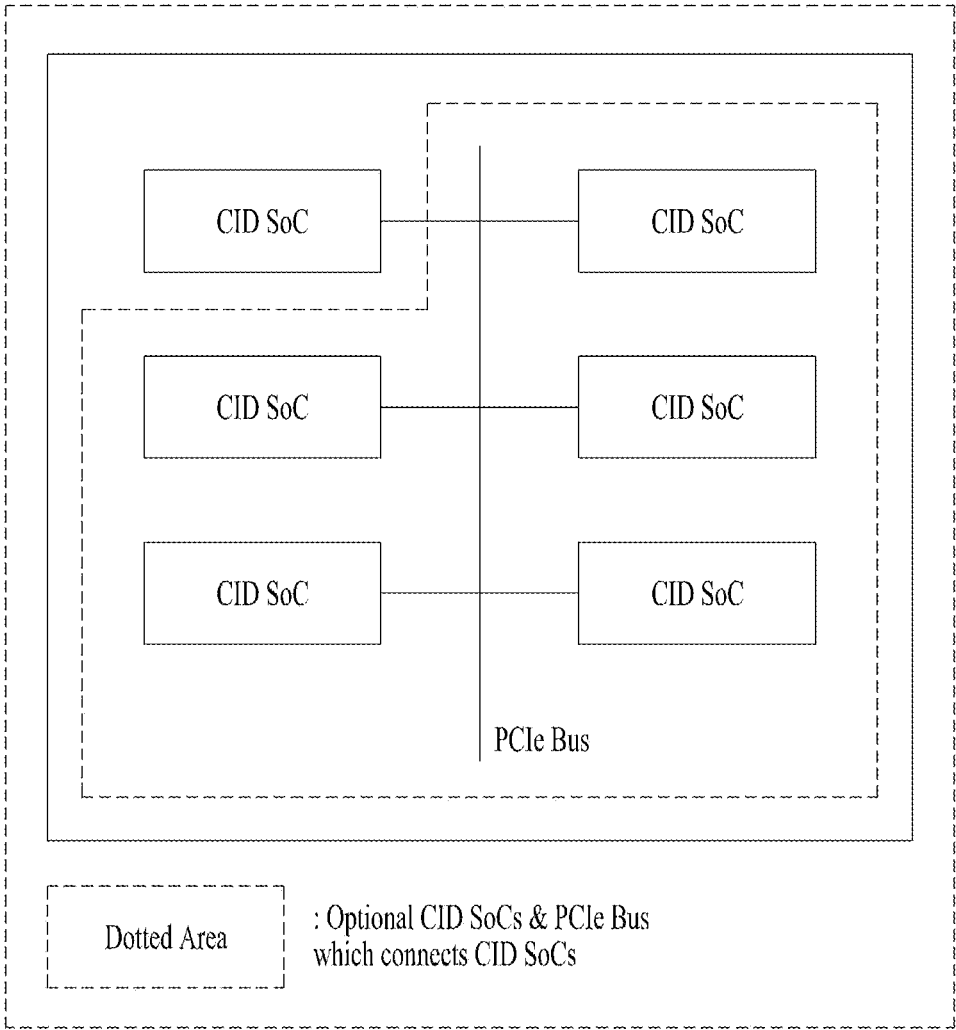 CID SoC
CID SoC
CID SoC
CID SoC
CID SoC
CID SoC
PCIe Bus
Dotted Area
: Optional CID SoCs & PCIe Bus
which connects CID SoCs